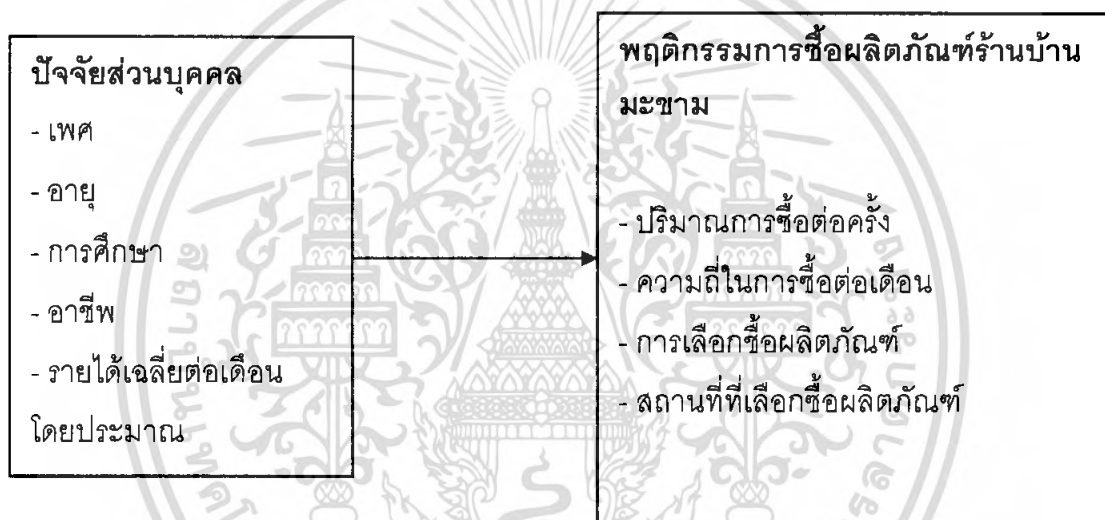 ปัจจัยส่วนบุคคล
- เพศ
- อายุ
- การศึกษา
- อาชีพ
- รายได้เฉลี่ยต่อเดือน
โดยประมาณ
พฤติกรรมการซื้อผลิตภัณฑ์ร้านบ้าน
มะขาม
- ปริมาณการซื้อต่อครั้ง
- ความถี่ในการซื้อต่อเดือน
- การเลือกซื้อผลิตภัณฑ์
- สถานที่ที่เลือกซื้อผลิตภัณฑ์